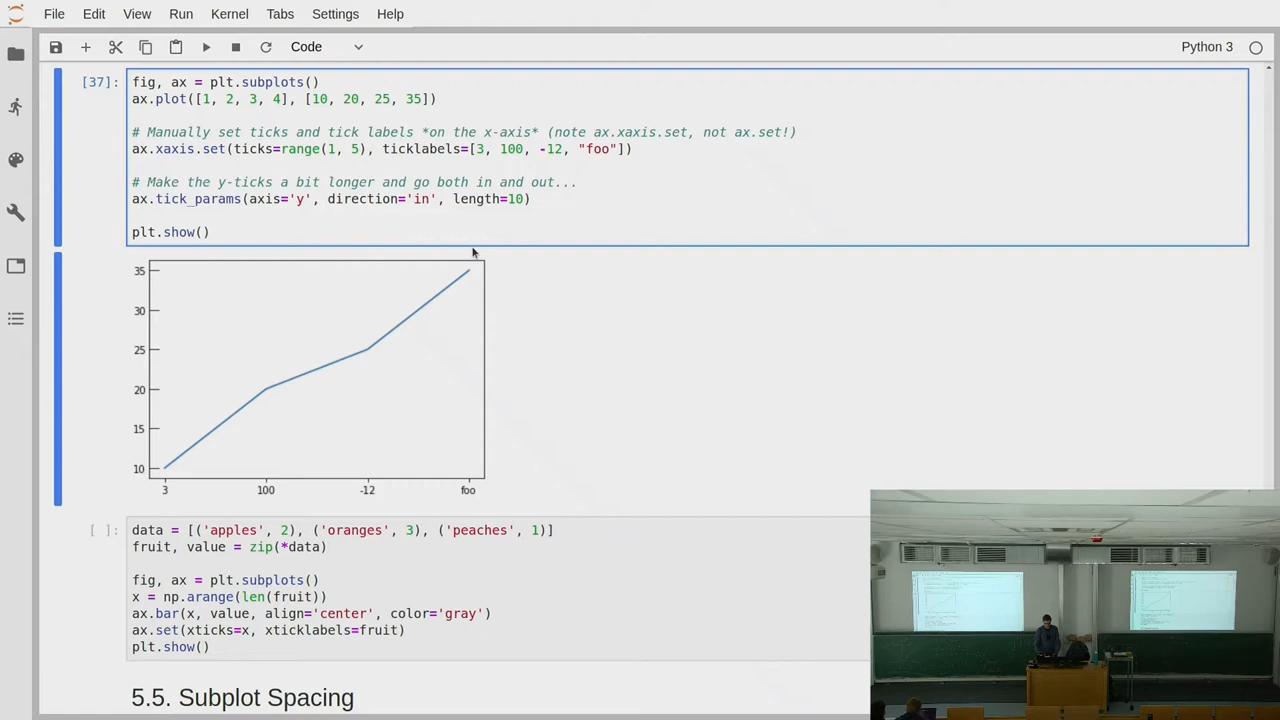 File Edit View Run Kernel Tabs Settings Help
Code
Python 3
[37]:
fig, ax = plt.subplots()
ax.plot([1, 2, 3, 4], [10, 20, 25, 35])
# Manually set ticks and tick labels *on the x-axis* (note ax.xaxis.set, not ax.set!)
ax.xaxis.set(ticks=range(1, 5), ticklabels=[3, 100, -12, "foo"])
# Make the y-ticks a bit longer and go both in and out...
ax.tick_params(axis='y', direction='in', length=10)
plt.show()
35
30
25
20
15
10
3 100 -12 foo
[ ]:
data = [('apples', 2), ('oranges', 3), ('peaches', 1)]
fruit, value = zip(*data)
fig, ax = plt.subplots()
x = np.arange(len(fruit))
ax.bar(x, value, align='center', color='gray')
ax.set(xticks=x, xticklabels=fruit)
plt.show()
5.5. Subplot Spacing